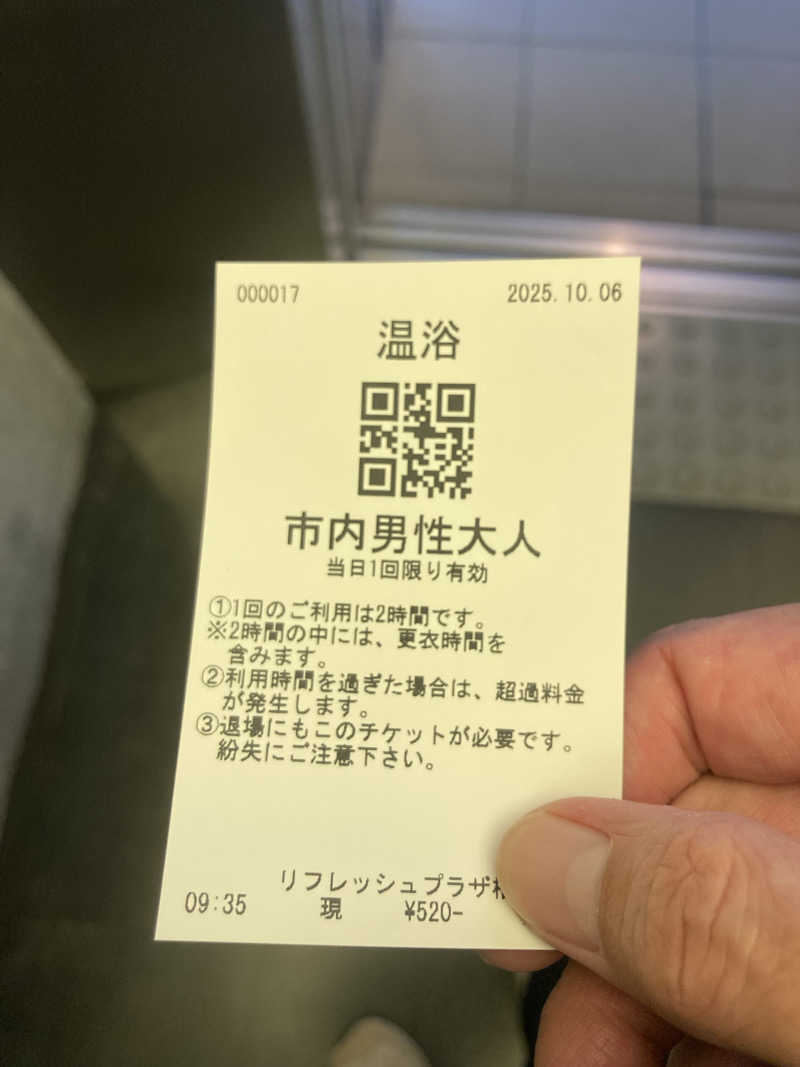 000017 2025.10.06
温浴
市内男性大人
当日1回限り有効
①1回のご利用は2時間です。
※2時間の中には、更衣時間を
含みます。
②利用時間を過ぎた場合は、超過料金
が発生します。
③退場にもこのチケットが必要です。
紛失にご注意下さい。
リフレッシュプラザ
09:35 現 ¥520-